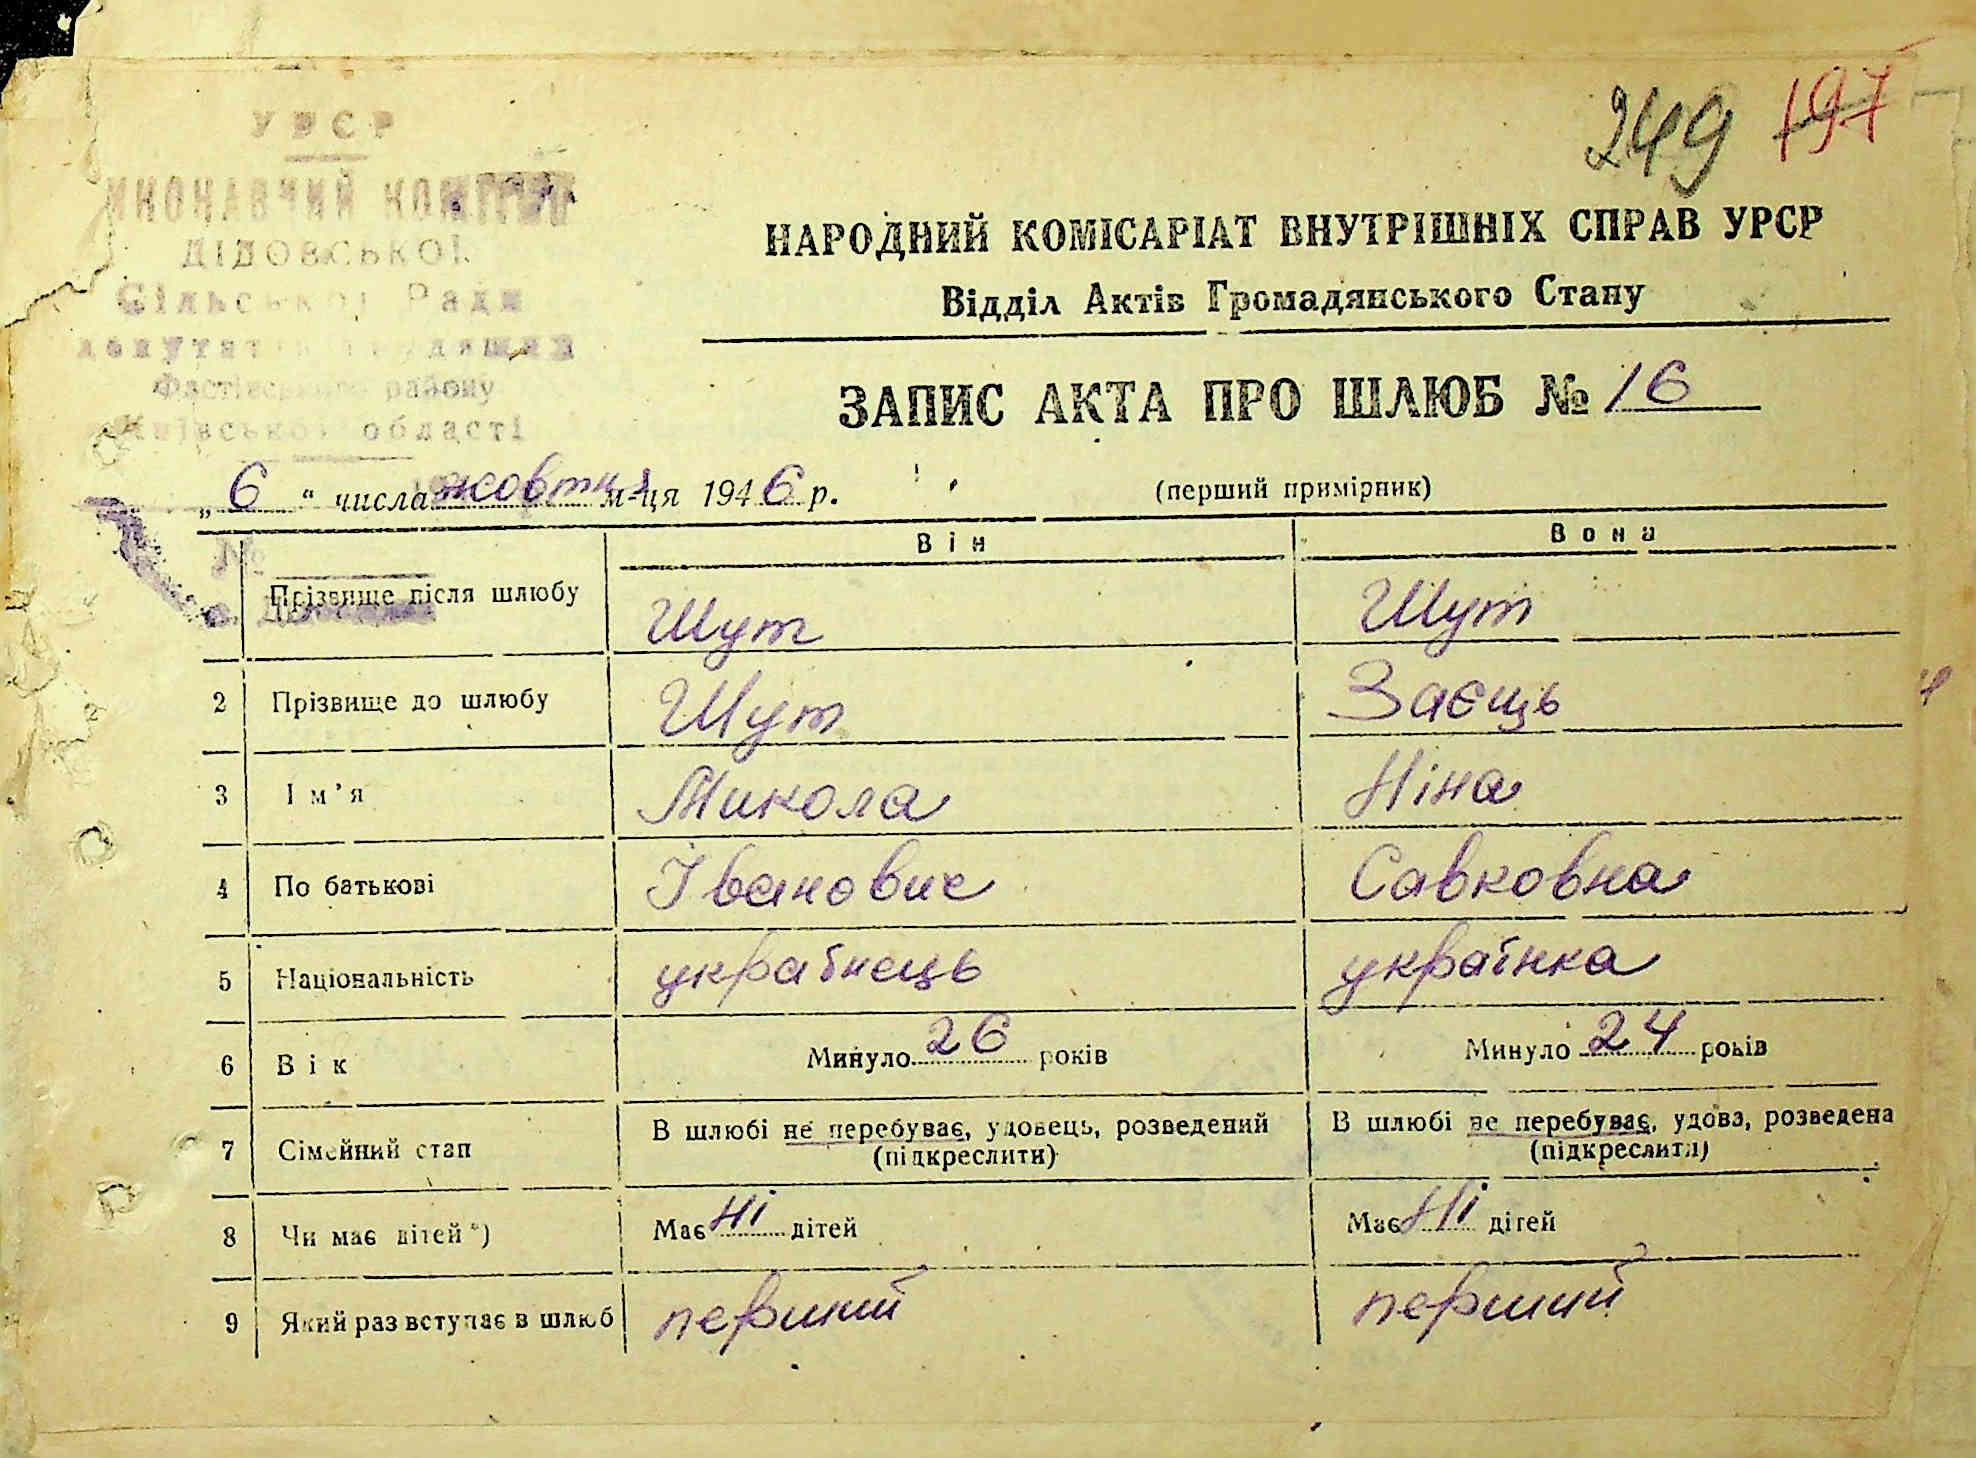 249 197
УРСР
ИКОНАВЧИЙ КОМІТЕТ
ДІДОВСЬКОЇ
Сільської Ради
депутатів трудящих
Фастівського району
Київської області
НАРОДНИЙ КОМІСАРІАТ ВНУТРІШНІХ СПРАВ УРСР
Відділ Актів Громадянського Стану
ЗАПИС АКТА ПРО ШЛЮБ № 16
„6“ числа жовтня м-ця 1946 р. (перший примірник)
№
Він Вона
Прізвище після шлюбу Шут Шут
2 Прізвище до шлюбу Шут Заєць
3 Ім’я Микола Ніна
4 По батькові Іванович Савковна
5 Національність українець українка
6 Вік Минуло 26 років Минуло 24 років
7 Сімейний стан В шлюбі не перебуває, удовець, розведений (підкреслити) В шлюбі не перебуває, удова, розведена (підкреслити)
8 Чи має дітей *) Має Ні дітей Має Ні дітей
9 Який раз вступає в шлюб перший перший